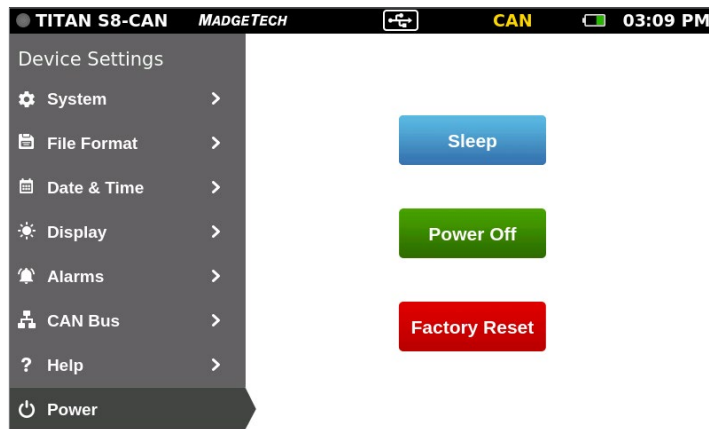 TITAN S8-CAN MADGETECH CAN 03:09 PM
Device Settings
System
File Format
Date & Time
Display
Alarms
CAN Bus
? Help
Power
Sleep
Power Off
Factory Reset